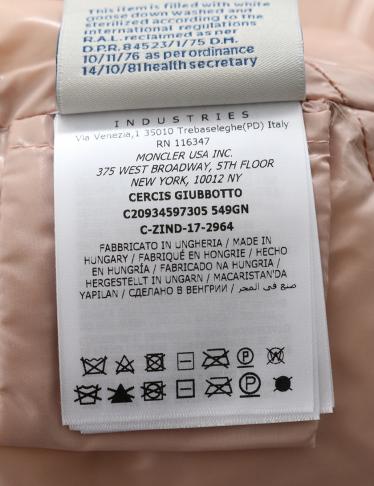 This item is filled with white
goose down washed and
sterilized according to the
international regulations
R.A.L. reclaimed as per
D.P.R. 84523/1/75 D.H.
10/11/76 as per ordinance
14/10/81 health secretary
INDUSTRIES
Via Venezia,1 35010 Trebaseleghe(PD) Italy
RN 116347
MONCLER USA INC.
375 WEST BROADWAY, 5TH FLOOR
NEW YORK, 10012 NY
CERCIS GIUBBOTTO
C20934597305 549GN
C-ZIND-17-2964
FABBRICATO IN UNGHERIA / MADE IN
HUNGARY / FABRIQUÉ EN HONGRIE / HECHO
EN HUNGRÍA / FABRICADO NA HUNGRIA /
HERGESTELLT IN UNGARN / MACARISTAN'DA
YAPILAN / СДЕЛАНО В ВЕНГРИИ / صنع في المجر